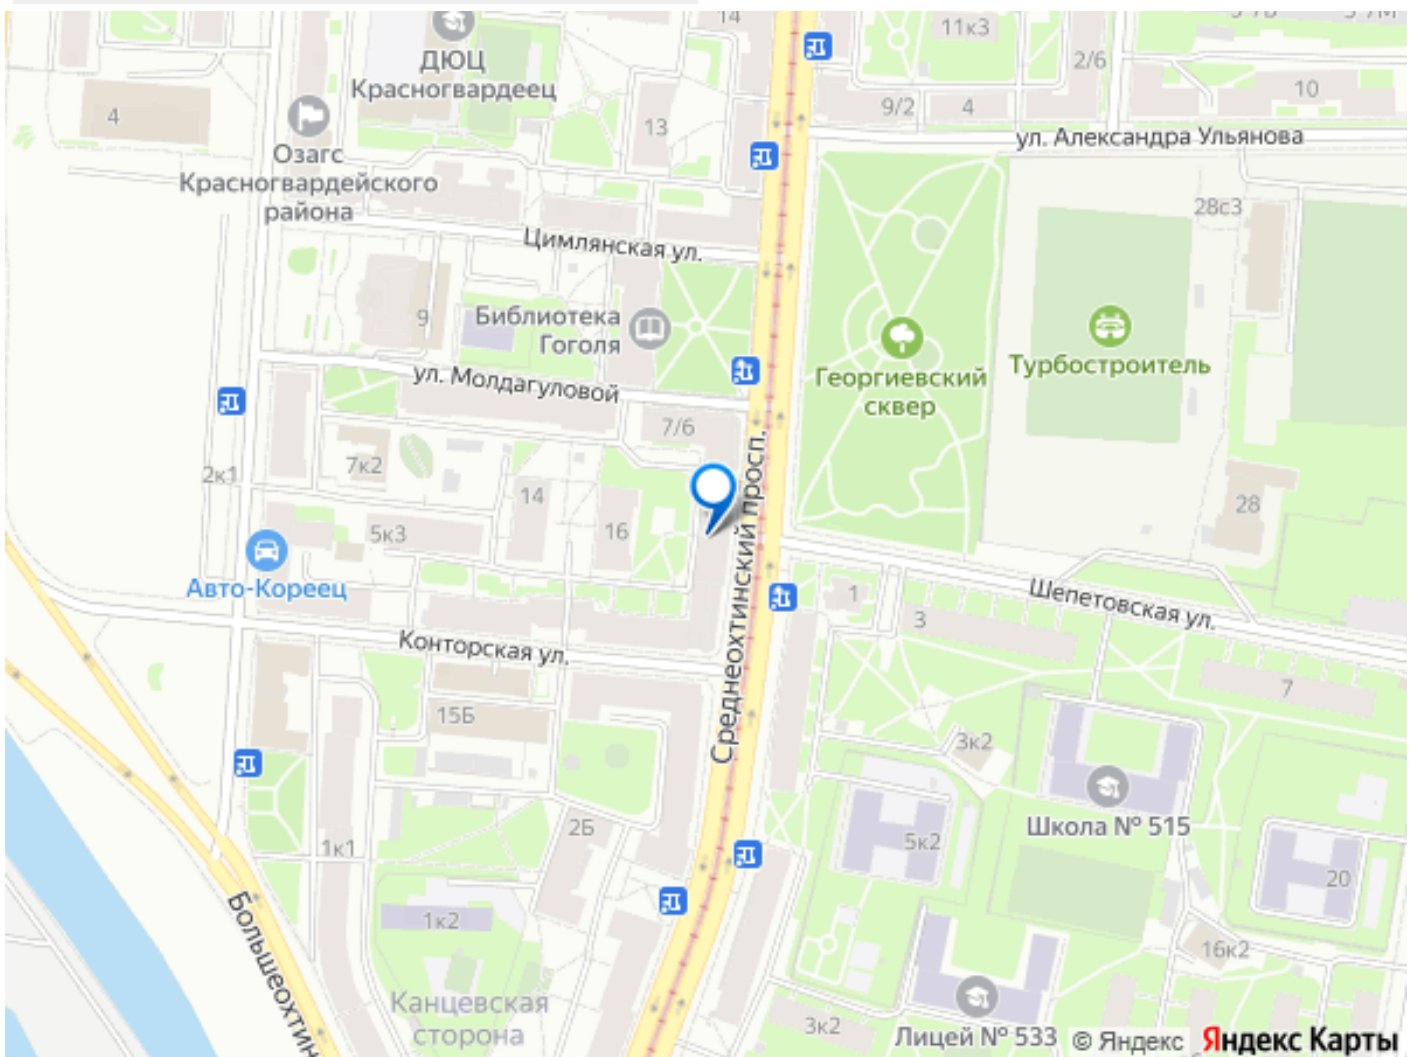 14
11к3
ДЮЦ
Красногвардеец
2/6
10
4
9/2
4
13
ул. Александра Ульянова
Озагс
Красногвардейского
района
28с3
Цимлянская ул.
9
Библиотека
Гоголя
Георгиевский
сквер
Турбостроитель
ул. Молдагуловой
7/6
2к1
7к2
14
16
5к3
28
Среднеохтинский просп.
Авто-Кореец
1
3
Шепетовская ул.
Конторская ул.
7
15Б
3к2
Школа № 515
2Б
1к1
5к2
20
1к2
Большеохтин
16к2
Канцевская
сторона
3к2
Лицей № 533
© Яндекс Яндекс Карты